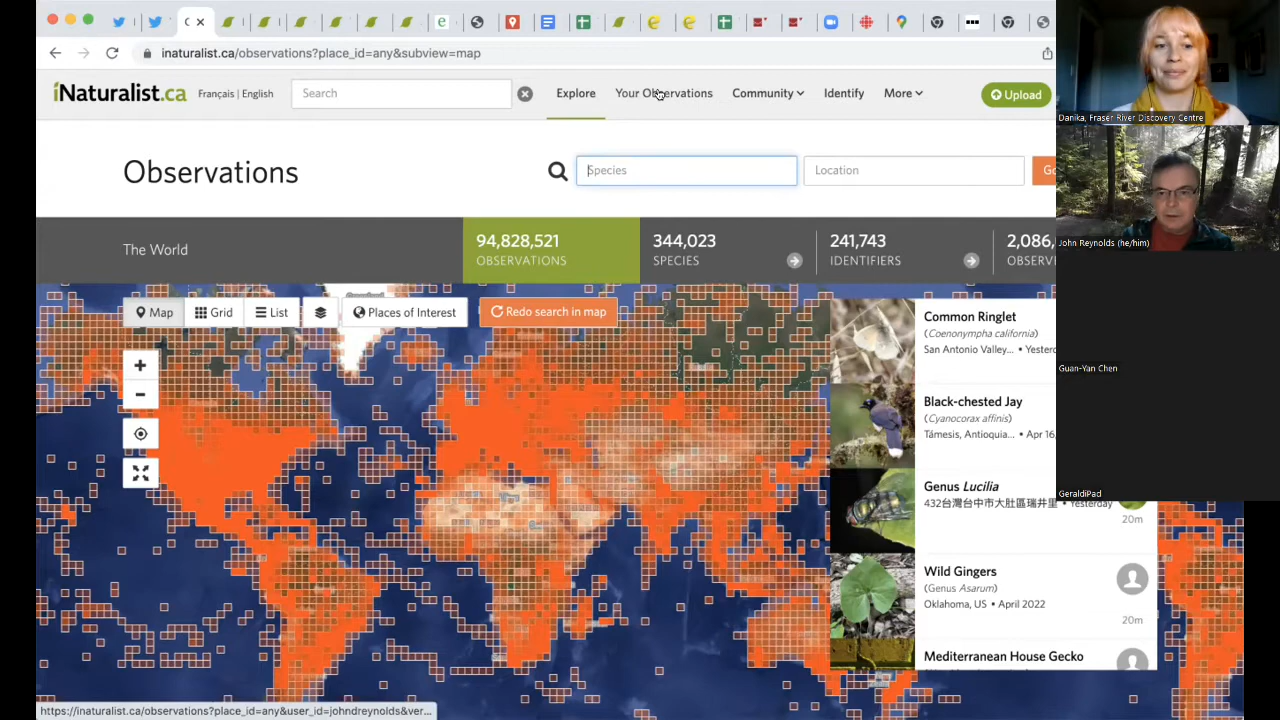 inaturalist.ca/observations?place_id=any&subview=map
iNaturalist.ca
Français | English
Search
Explore
Your Observations
Community
Identify
More
Upload
Danika, Fraser River Discovery Centre
Observations
Species
Location
John Reynolds (he/him)
The World
94,828,521
OBSERVATIONS
344,023
SPECIES
241,743
IDENTIFIERS
2,086,
OBSERVE
Map
Grid
List
Places of Interest
Redo search in map
Common Ringlet
(Coenonympha california)
San Antonio Valley... • Yesterd
Guan-Yan Chen
Black-chested Jay
(Cyanocorax affinis)
Támesis, Antioquia... • Apr 16,
Genus Lucilia
GeraldiPad
432台灣台中市大肚區瑞井里 • Yesterday
20m
Wild Gingers
(Genus Asarum)
Oklahoma, US • April 2022
20m
Mediterranean House Gecko
https://inaturalist.ca/observations?place_id=any&user_id=johndreynolds&ver...